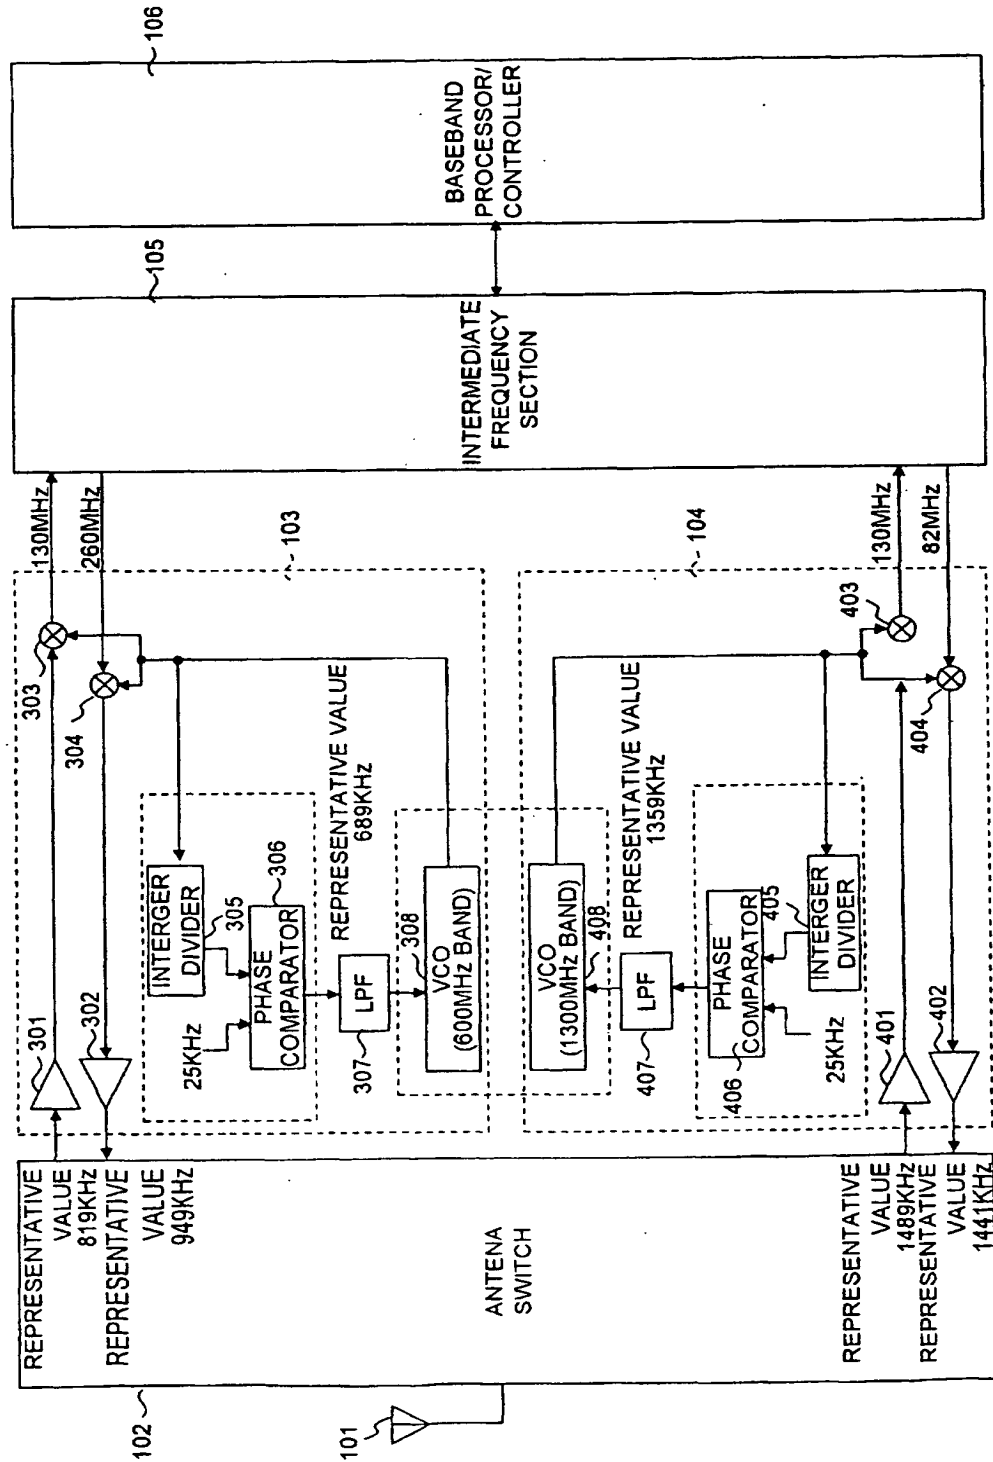 REPRESENTATIVE
VALUE
819KHz
REPRESENTATIVE
VALUE
949KHz
301
302
303
304
130MHz
260MHz
105
106
103
INTERGER
DIVIDER
305
306
25KHz
PHASE
COMPARATOR
LPF
307
REPRESENTATIVE VALUE
689KHz
308
VCO
(600MHz BAND)
102
101
ANTENA
SWITCH
INTERMEDIATE
FREQUENCY
SECTION
BASEBAND
PROCESSOR/
CONTROLLER
VCO
(1300MHz BAND)
408
REPRESENTATIVE VALUE
1359KHz
LPF
407
PHASE
COMPARATOR
406
405
INTERGER
DIVIDER
25KHz
104
403
404
130MHz
82MHz
401
402
REPRESENTATIVE
VALUE
1489KHz
REPRESENTATIVE
VALUE
1441KHz